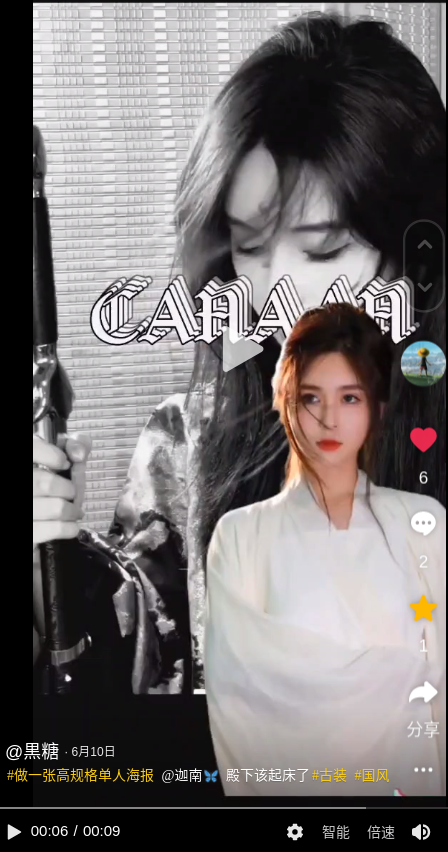 CANAAN
6
2
1
分享
@黒糖 · 6月10日
#做一张高规格单人海报 @迦南🦋 殿下该起床了#古装 #国风
00:06 / 00:09 智能 倍速